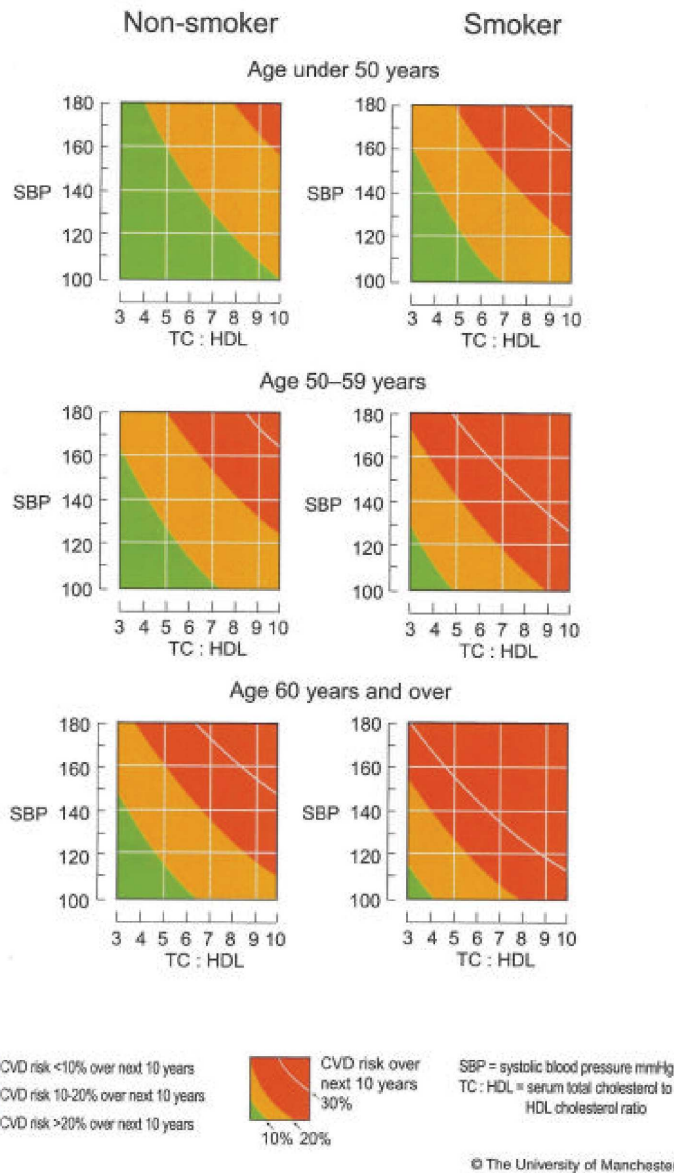 Non-smoker Smoker
Age under 50 years
180 180
160 160
SBP 140 SBP 140
120 120
100 100
3 4 5 6 7 8 9 10 3 4 5 6 7 8 9 10
TC : HDL TC : HDL
Age 50–59 years
180 180
160 160
SBP 140 SBP 140
120 120
100 100
3 4 5 6 7 8 9 10 3 4 5 6 7 8 9 10
TC : HDL TC : HDL
Age 60 years and over
180 180
160 160
SBP 140 SBP 140
120 120
100 100
3 4 5 6 7 8 9 10 3 4 5 6 7 8 9 10
TC : HDL TC : HDL
CVD risk <10% over next 10 years
CVD risk 10-20% over next 10 years
CVD risk >20% over next 10 years
CVD risk over
next 10 years
30%
10% 20%
SBP = systolic blood pressure mmHg
TC : HDL = serum total cholesterol to
HDL cholesterol ratio
© The University of Manchester